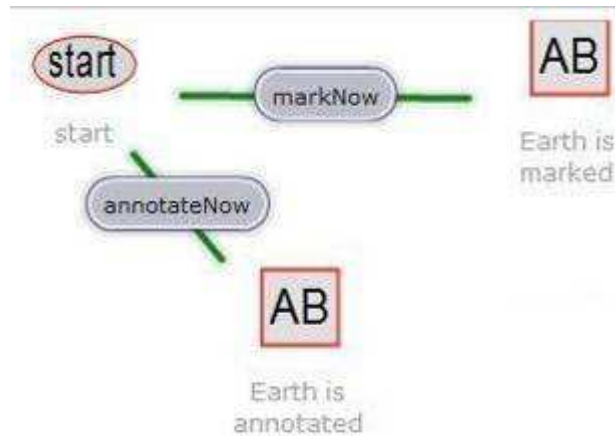 start
start
markNow
AB
Earth is
marked
annotateNow
AB
Earth is
annotated